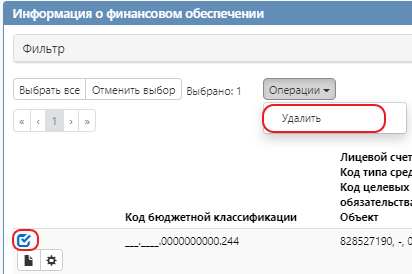 Информация о финансовом обеспечении
Фильтр
Выбрать все Отменить выбор Выбрано: 1 Операции
Удалить
« ‹ 1 › »
Лицевой счет
Код типа сред
Код целевых
обязательства
Код бюджетной классификации Объект
___.____.0000000000.244 828527190, -, 0